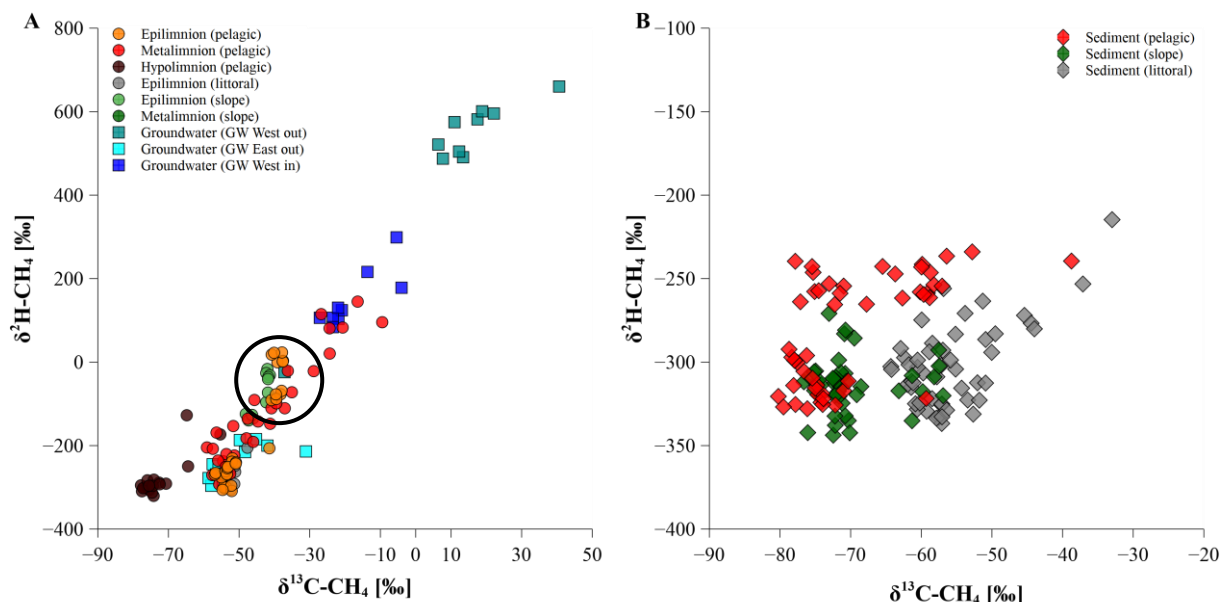 A
800
600
400
200
0
−200
−400
−90
−70
−50
−30
−10
10
30
50
δ²H-CH₄ [‰]
δ¹³C-CH₄ [‰]
Epilimnion (pelagic)
Metalimnion (pelagic)
Hypolimnion (pelagic)
Epilimnion (littoral)
Epilimnion (slope)
Metalimnion (slope)
Groundwater (GW West out)
Groundwater (GW East out)
Groundwater (GW West in)
B
−100
−150
−200
−250
−300
−350
−400
−90
−80
−70
−60
−50
−40
−30
−20
δ²H-CH₄ [‰]
δ¹³C-CH₄ [‰]
Sediment (pelagic)
Sediment (slope)
Sediment (littoral)